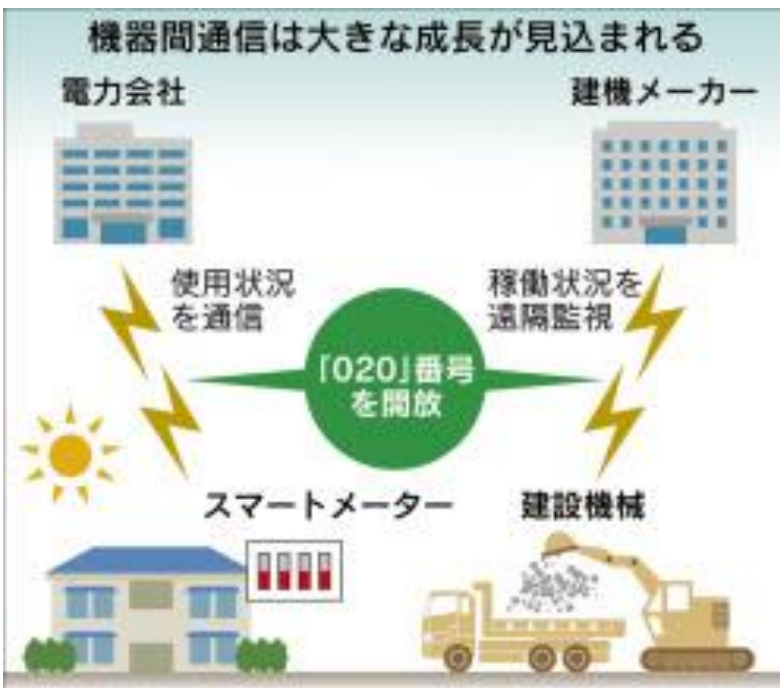 機器間通信は大きな成長が見込まれる
電力会社
建機メーカー
使用状況
を通信
稼働状況を
遠隔監視
「020」番号
を開放
スマートメーター
建設機械